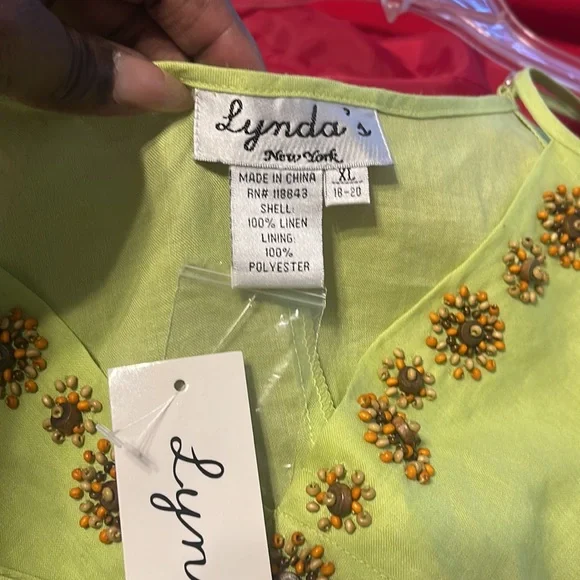 Lynda's
New York
MADE IN CHINA
RN# 118843
SHELL:
100% LINEN
LINING:
100%
POLYESTER
XL
18-20
Lyn